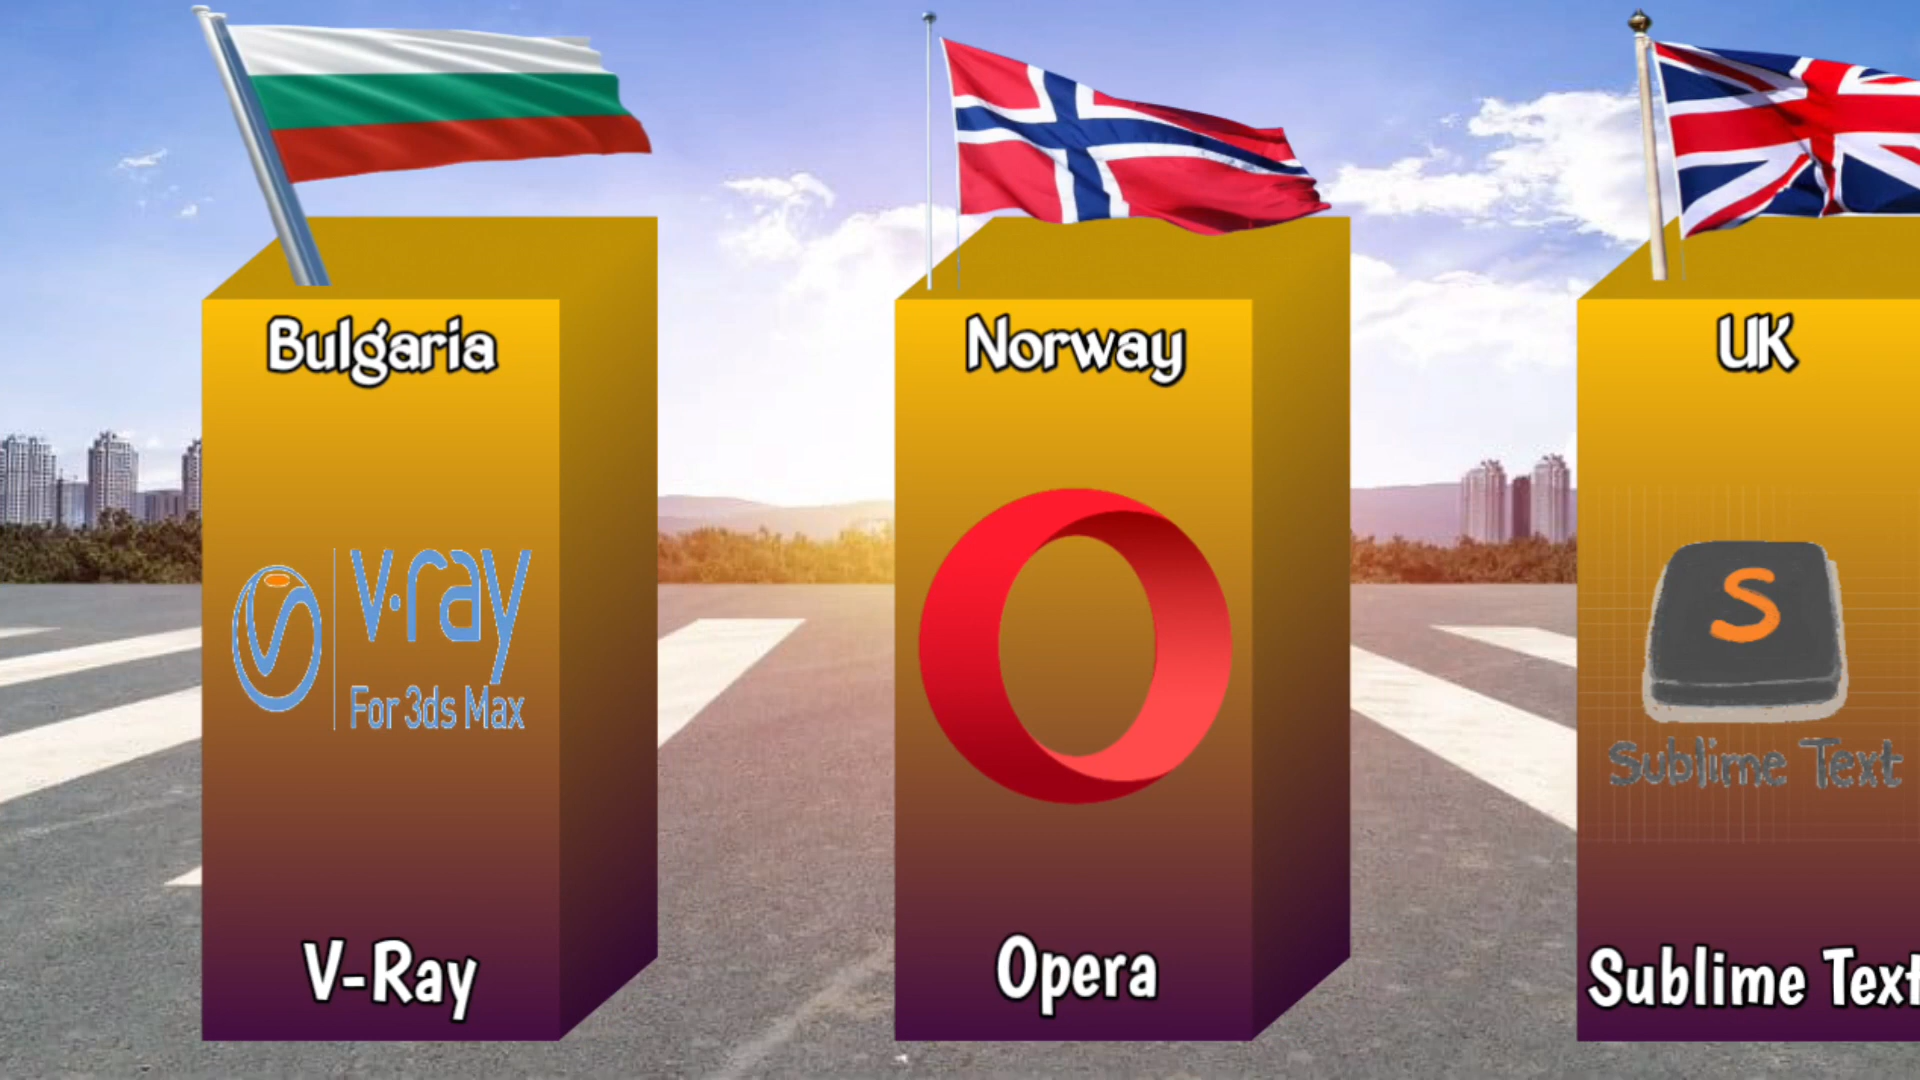 Bulgaria
v·ray
For 3ds Max
V-Ray
Norway
Opera
UK
S
Sublime Text
Sublime Text